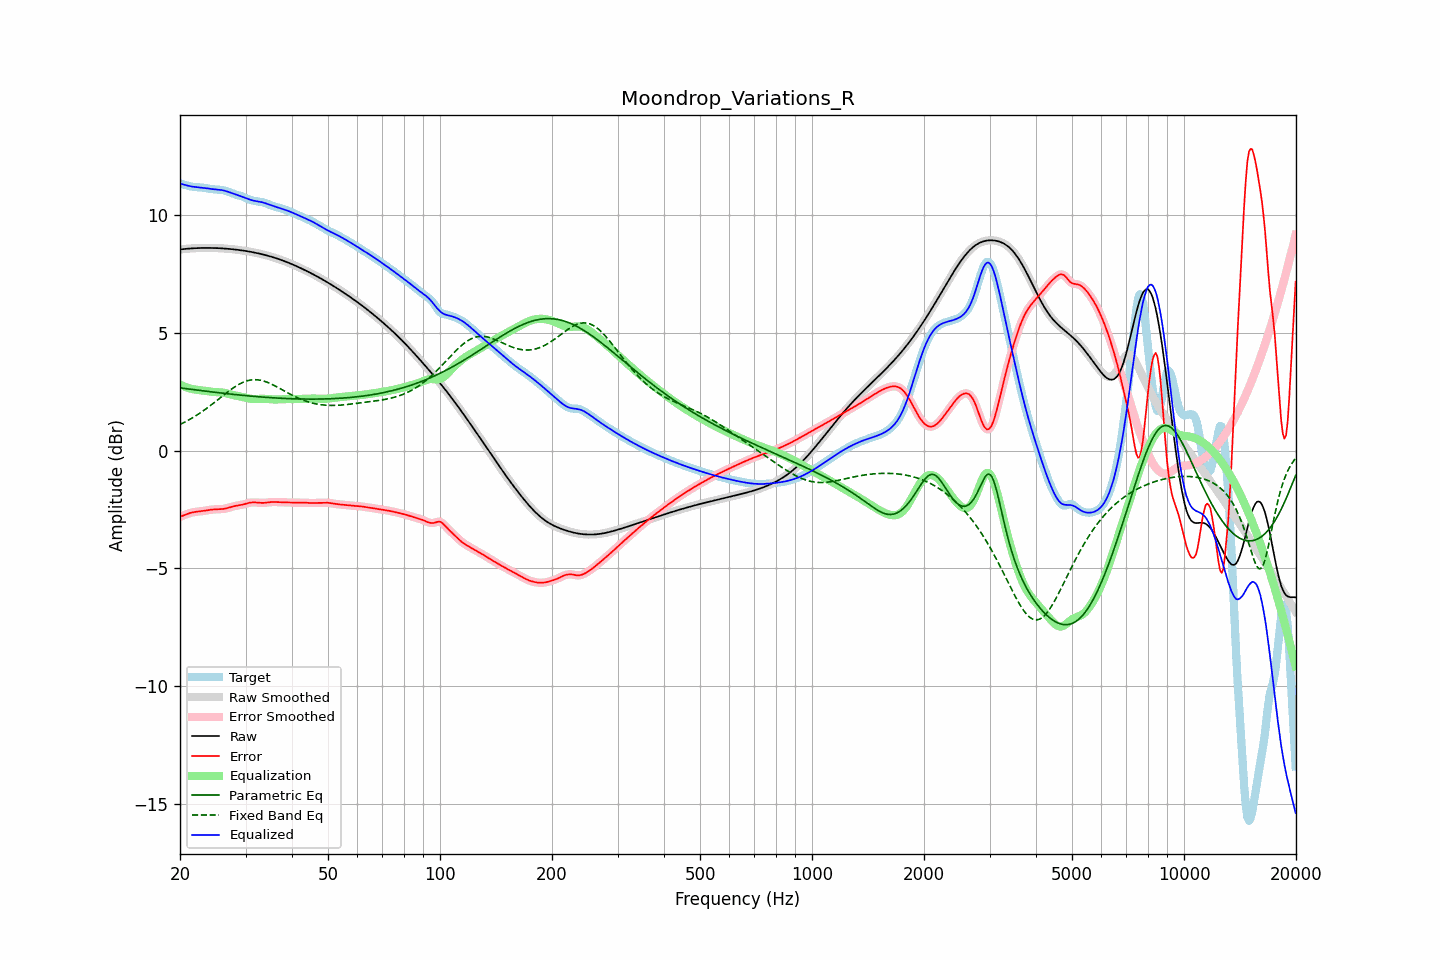 Moondrop_Variations_R
Amplitude (dBr)
10
5
0
−5
−10
−15
Target
Raw Smoothed
Error Smoothed
Raw
Error
Equalization
Parametric Eq
Fixed Band Eq
Equalized
20 50 100 200 500 1000 2000 5000 10000 20000
Frequency (Hz)